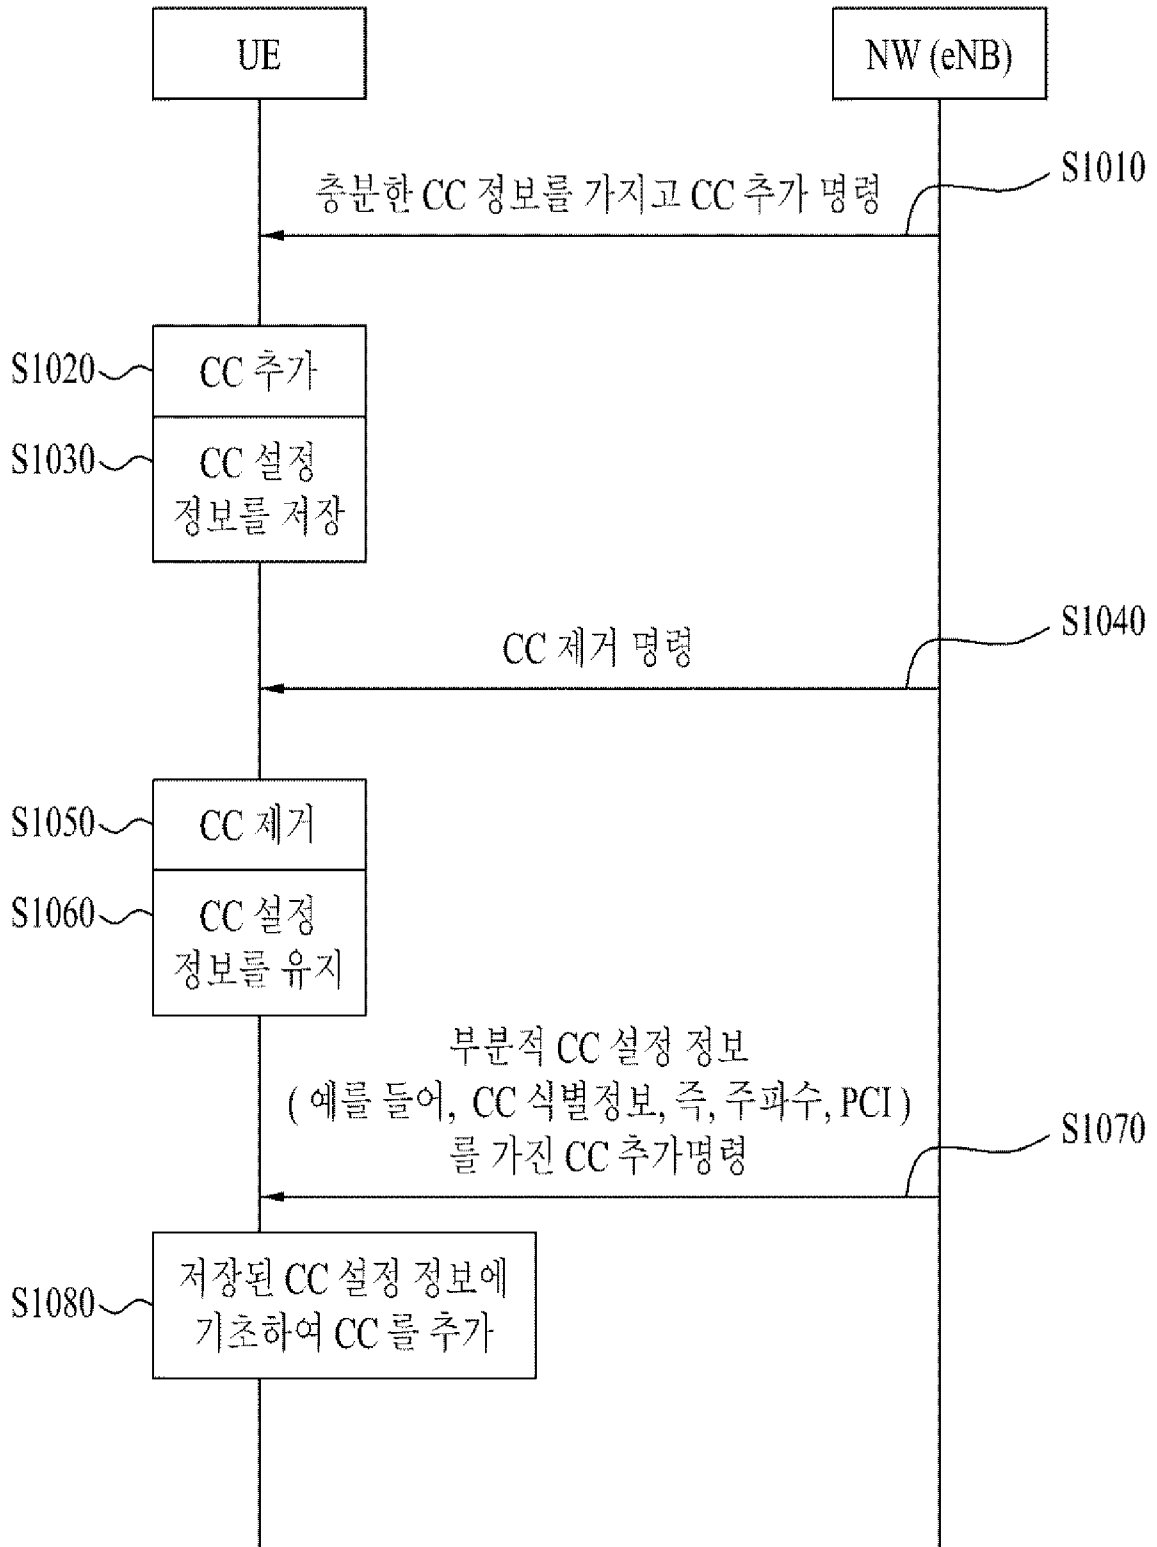 UE
NW (eNB)
S1010
충분한 CC 정보를 가지고 CC 추가 명령
S1020
CC 추가
S1030
CC 설정
정보를 저장
S1040
CC 제거 명령
S1050
CC 제거
S1060
CC 설정
정보를 유지
부분적 CC 설정 정보
( 예를 들어, CC 식별정보, 즉, 주파수, PCI )
를 가진 CC 추가명령
S1070
S1080
저장된 CC 설정 정보에
기초하여 CC 를 추가